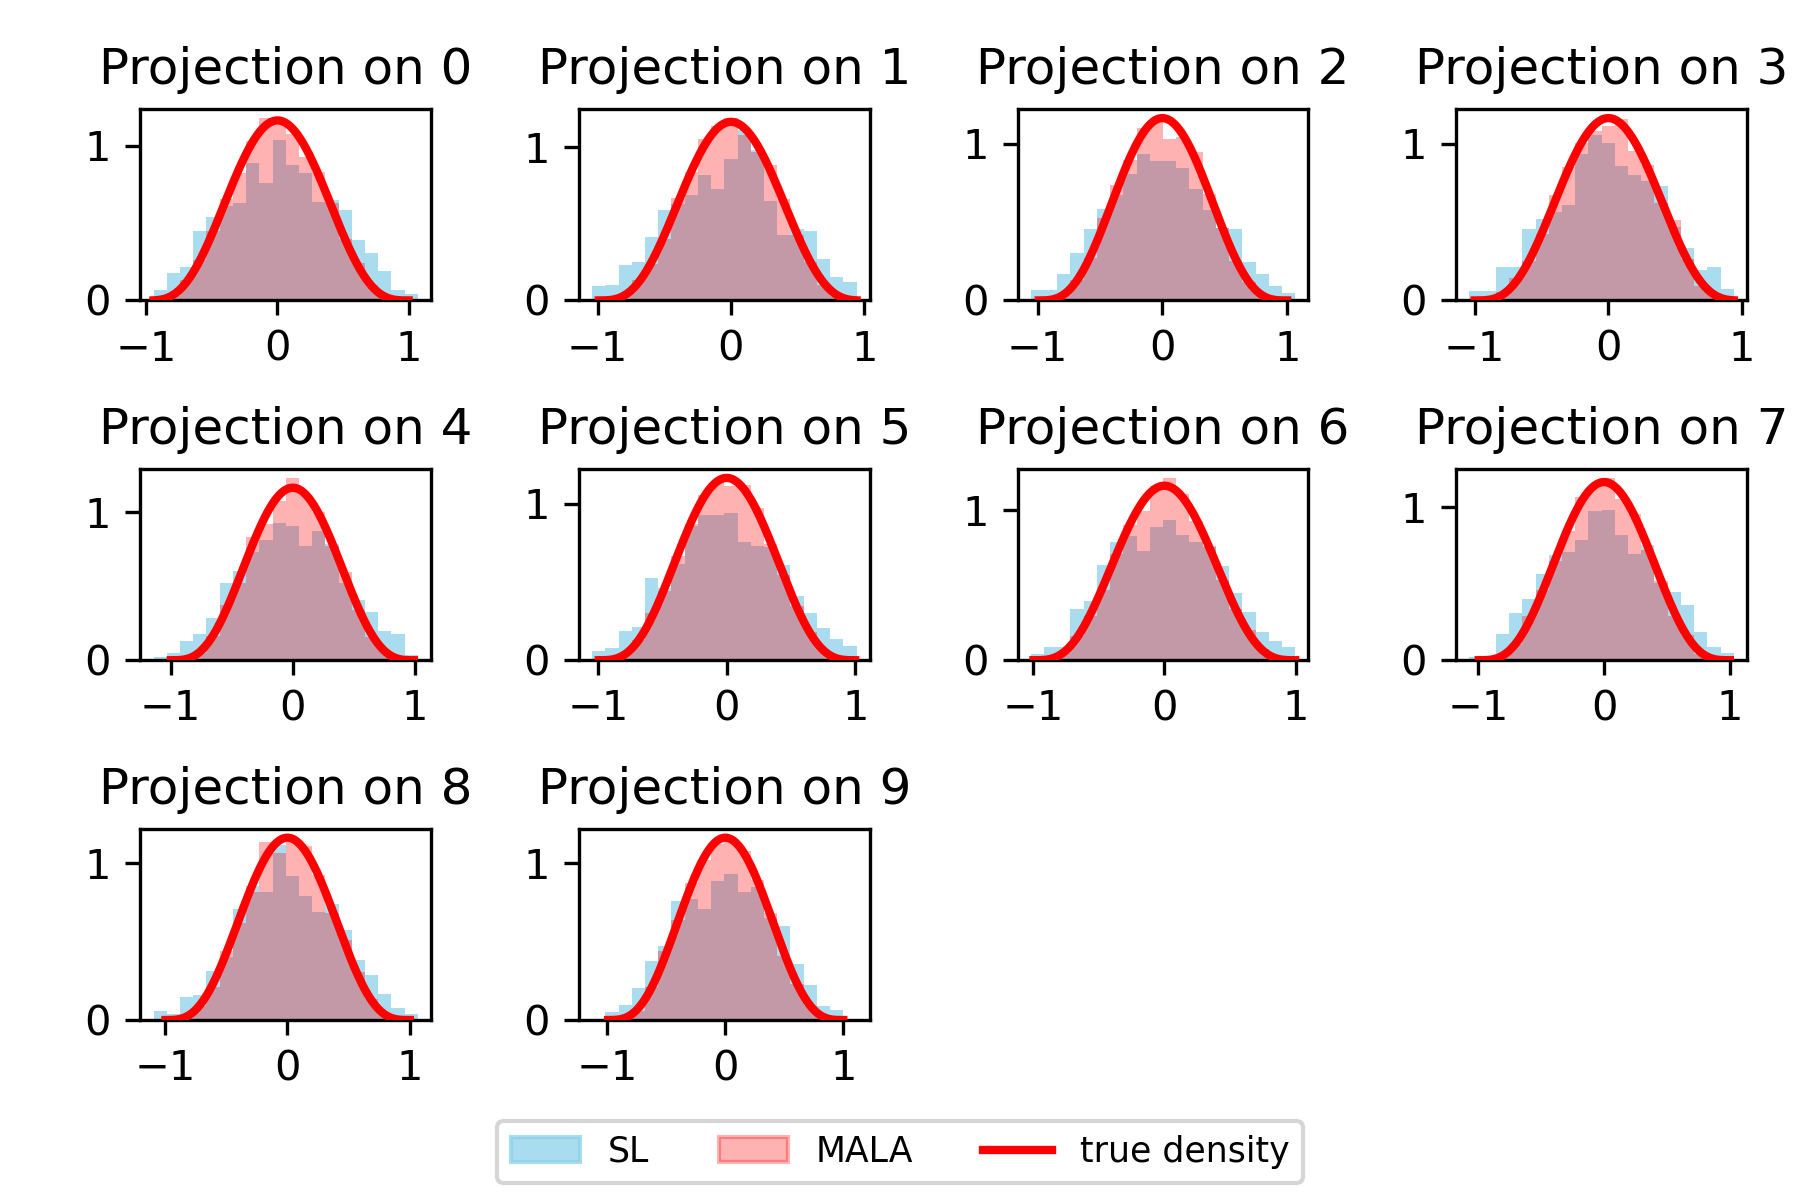 Projection on 0 Projection on 1 Projection on 2 Projection on 3
1 1 1 1
0 0 0 0
−1 0 1 −1 0 1 −1 0 1 −1 0 1
Projection on 4 Projection on 5 Projection on 6 Projection on 7
1 1 1 1
0 0 0 0
−1 0 1 −1 0 1 −1 0 1 −1 0 1
Projection on 8 Projection on 9
1 1
0 0
−1 0 1 −1 0 1
SL MALA true density